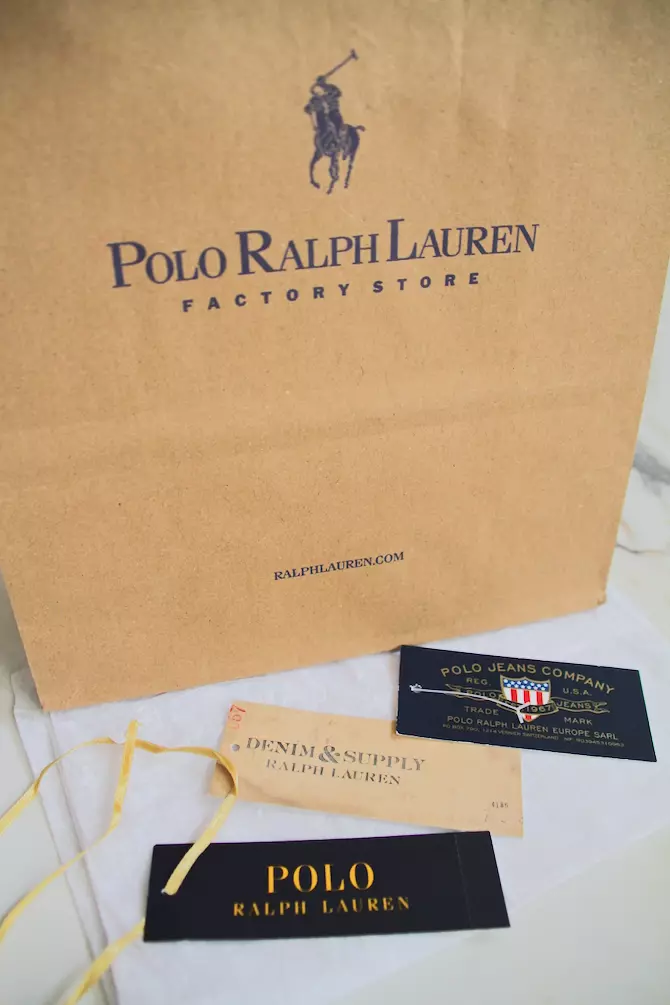 POLO RALPH LAUREN
FACTORY STORE
RALPHLAUREN.COM
POLO JEANS COMPANY
REG. U.S.A.
POLO JEANS
1967
TRADE MARK
POLO RALPH LAUREN EUROPE SARL
57
DENIM & SUPPLY
RALPH LAUREN
POLO
RALPH LAUREN